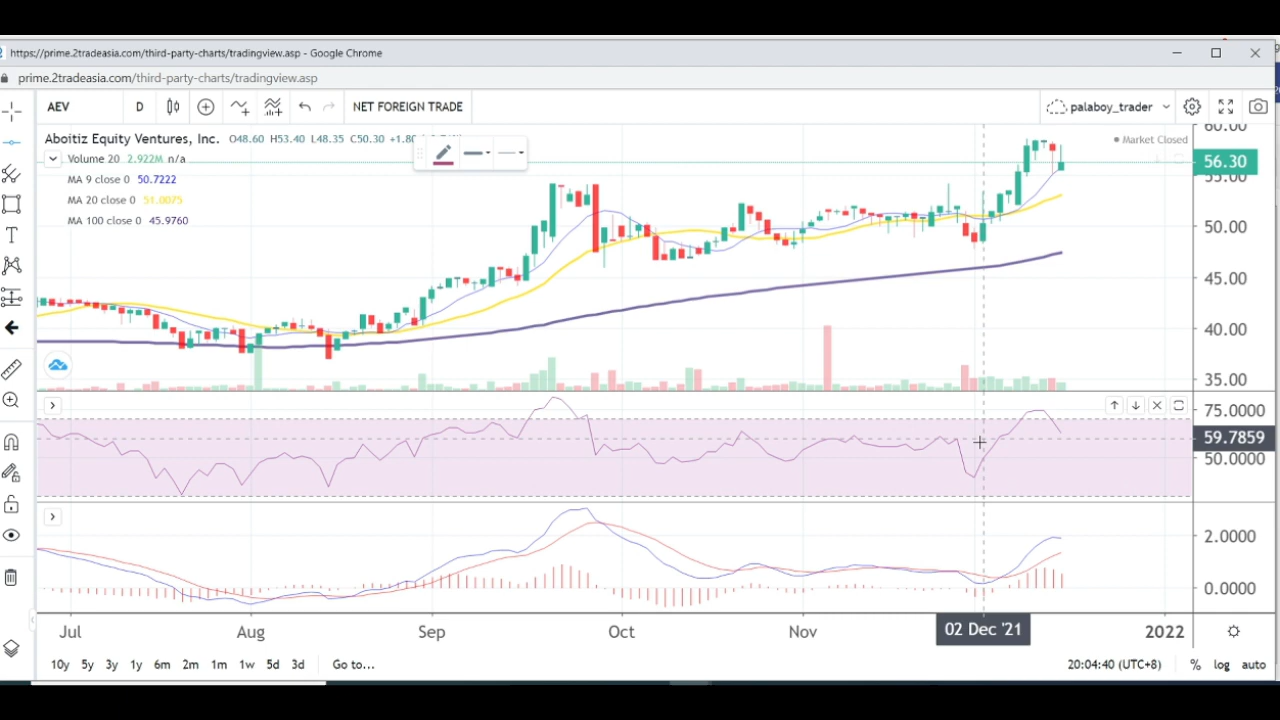 https://prime.2tradeasia.com/third-party-charts/tradingview.asp - Google Chrome
prime.2tradeasia.com/third-party-charts/tradingview.asp
AEV D NET FOREIGN TRADE palaboy_trader
Abotitz Equity Ventures, Inc. O48.60 H53.40 L48.35 C50.30
Market Closed
60.00
Volume 20 2.922M n/a
56.30
55.00
MA 9 close 0 50.7222
MA 20 close 0 51.0075
MA 100 close 0 45.9760
50.00
45.00
40.00
35.00
75.0000
59.7859
50.0000
2.0000
0.0000
Jul Aug Sep Oct Nov 02 Dec '21 2022
10y 5y 3y 1y 6m 2m 1m 1w 5d 3d Go to... 20:04:40 (UTC+8) % log auto